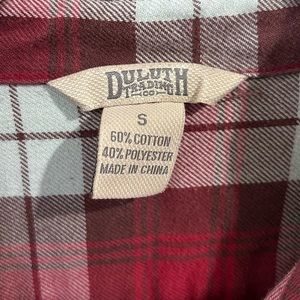 DULUTH
TRADING
CO
S
60% COTTON
40% POLYESTER
MADE IN CHINA